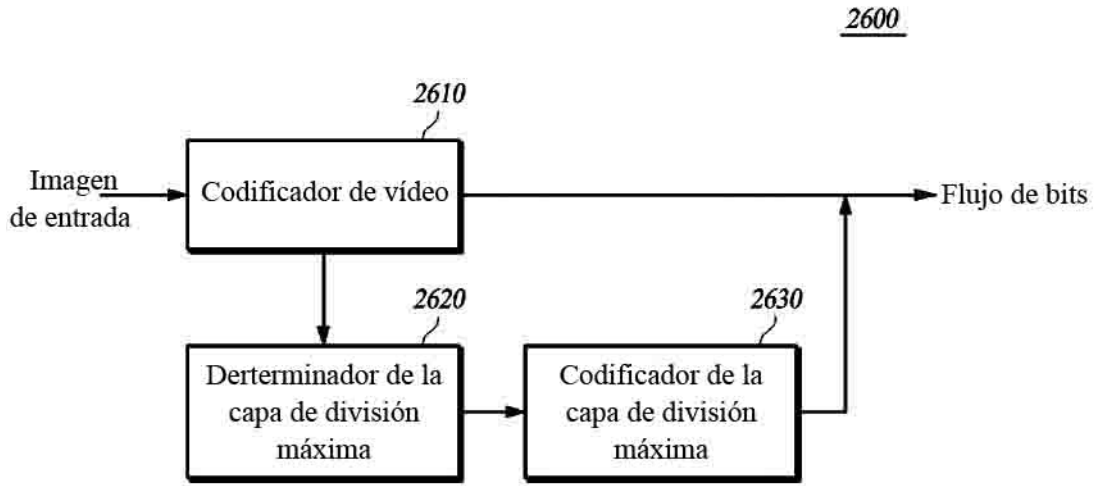 2600
2610
Imagen
de entrada
Codificador de vídeo
Flujo de bits
2620
2630
Derterminador de la
capa de división
máxima
Codificador de la
capa de división
máxima